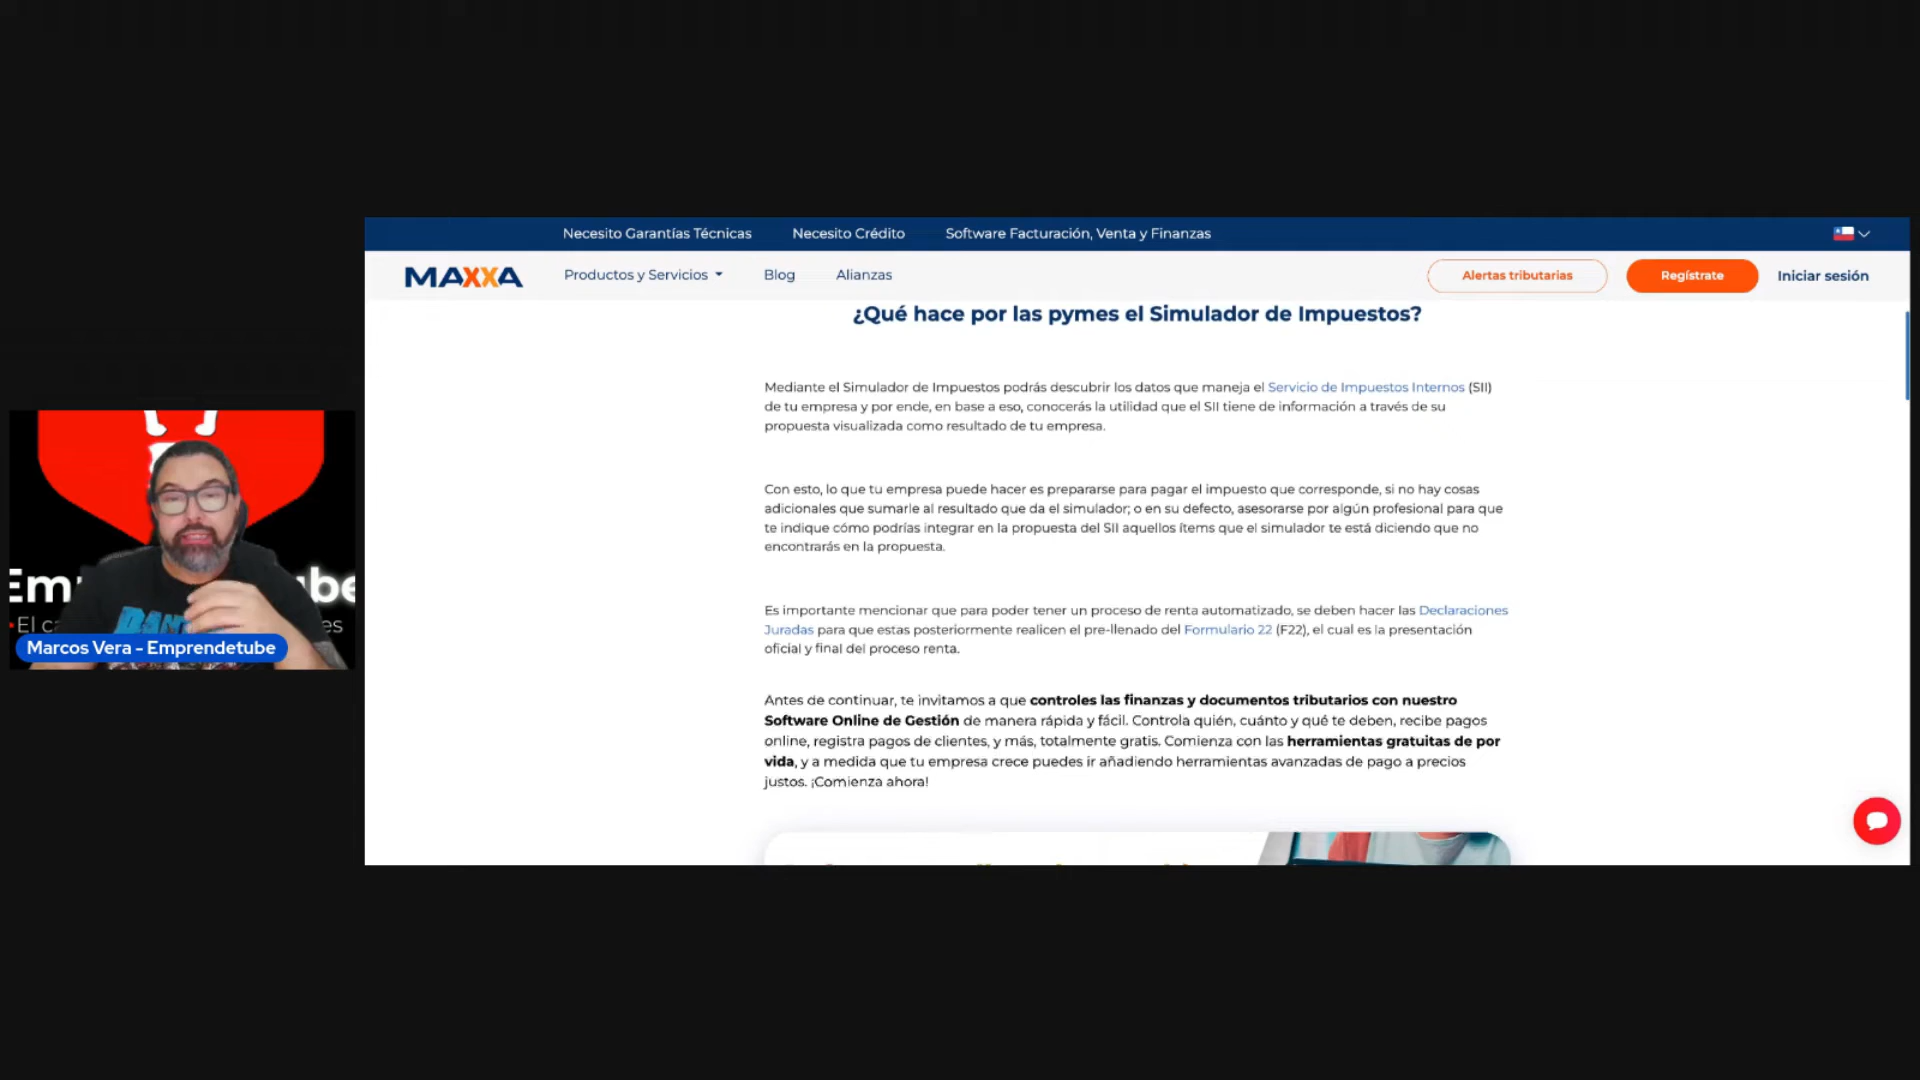 Necesito Garantías Técnicas Necesito Crédito Software Facturación, Venta y Finanzas
MAXXA Productos y Servicios Blog Alianzas Alertas tributarias Regístrate Iniciar sesión
¿Qué hace por las pymes el Simulador de Impuestos?
Mediante el Simulador de Impuestos podrás descubrir los datos que maneja el Servicio de Impuestos Internos (SII)
de tu empresa y por ende, en base a eso, conocerás la utilidad que el SII tiene de información a través de su
propuesta visualizada como resultado de tu empresa.
Con esto, lo que tu empresa puede hacer es prepararse para pagar el impuesto que corresponde, si no hay cosas
adicionales que sumarle al resultado que da el simulador; o en su defecto, asesorarse por algún profesional para que
te indique cómo podrías integrar en la propuesta del SII aquellos ítems que el simulador te está diciendo que no
encontrarás en la propuesta.
Es importante mencionar que para poder tener un proceso de renta automatizado, se deben hacer las Declaraciones
Juradas para que estas posteriormente realicen el pre-llenado del Formulario 22 (F22), el cual es la presentación
oficial y final del proceso renta.
Antes de continuar, te invitamos a que controles las finanzas y documentos tributarios con nuestro
Software Online de Gestión de manera rápida y fácil. Controla quién, cuánto y qué te deben, recibe pagos
online, registra pagos de clientes, y más, totalmente gratis. Comienza con las herramientas gratuitas de por
vida, y a medida que tu empresa crece puedes ir añadiendo herramientas avanzadas de pago a precios
justos. ¡Comienza ahora!
Em be
El ca es
Marcos Vera - Emprendetube